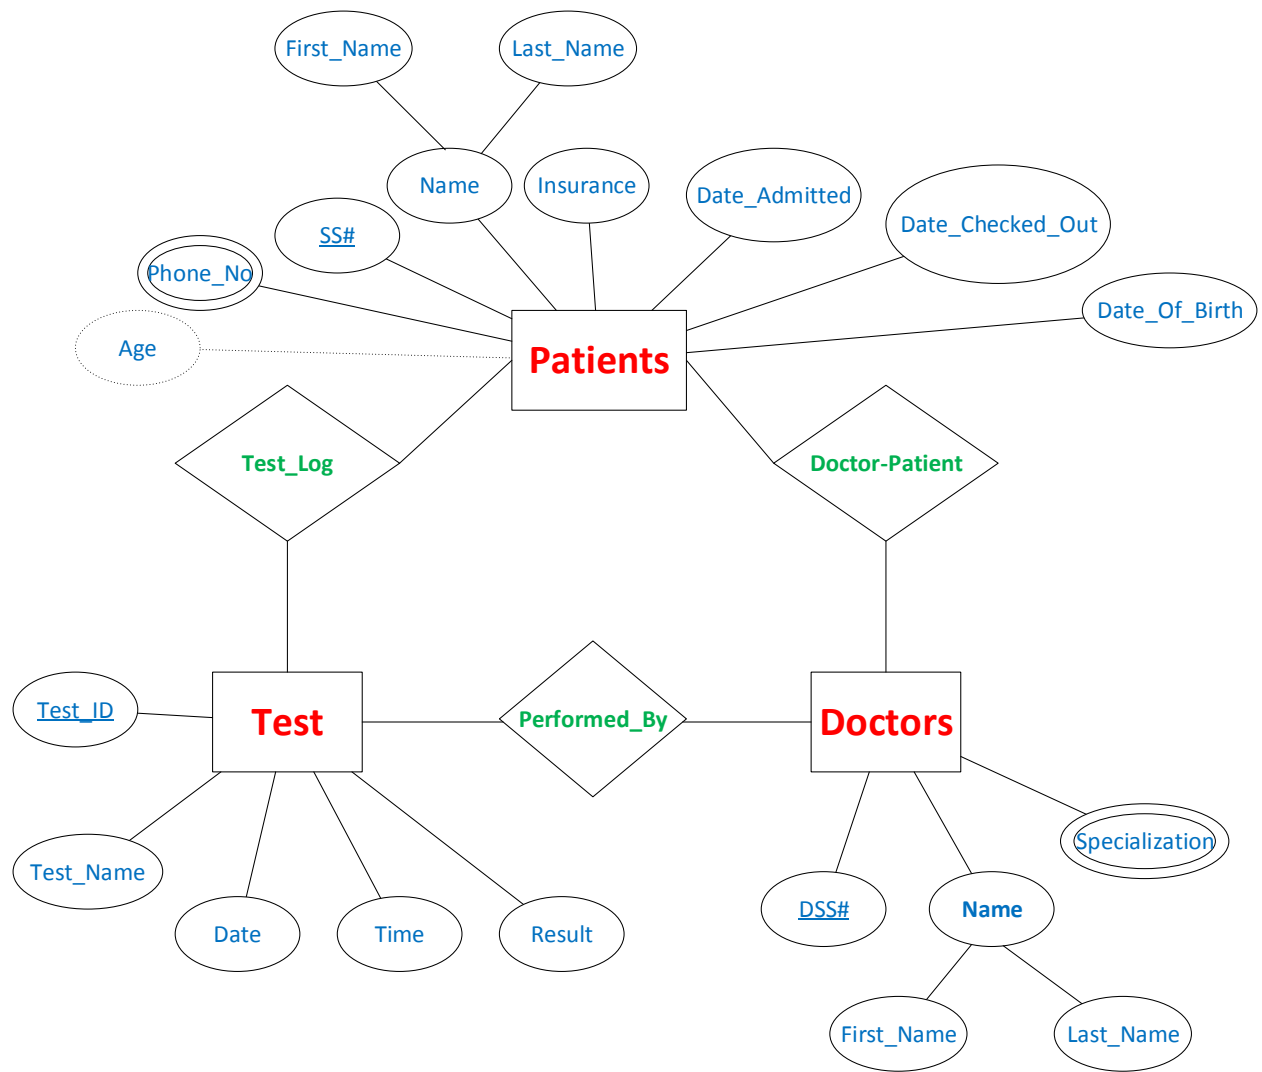 First_Name
Last_Name
Name
Insurance
Date_Admitted
Date_Checked_Out
SS#
Phone_No
Date_Of_Birth
Age
Patients
Test_Log
Doctor-Patient
Test_ID
Test
Performed_By
Doctors
Specialization
Test_Name
DSS#
Name
Date
Time
Result
First_Name
Last_Name